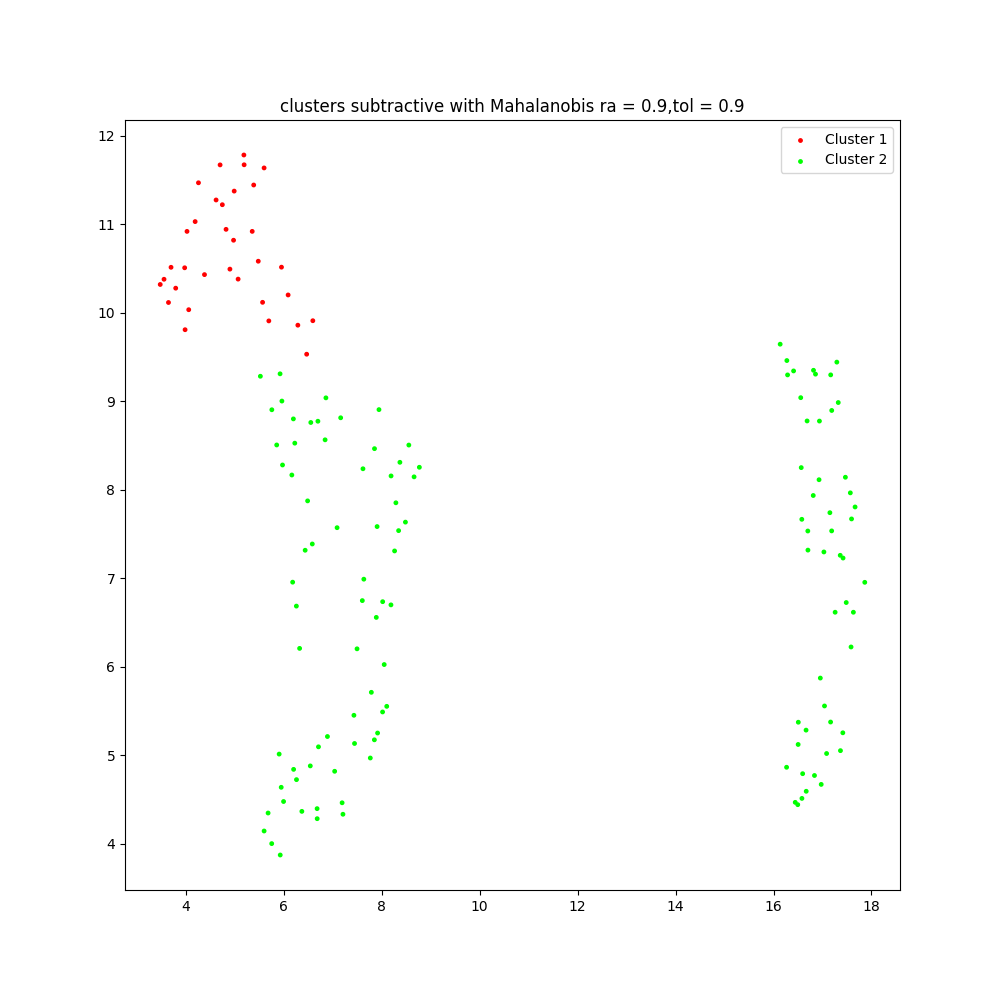 clusters subtractive with Mahalanobis ra = 0.9,tol = 0.9
Cluster 1
Cluster 2
12
11
10
9
8
7
6
5
4
4 6 8 10 12 14 16 18